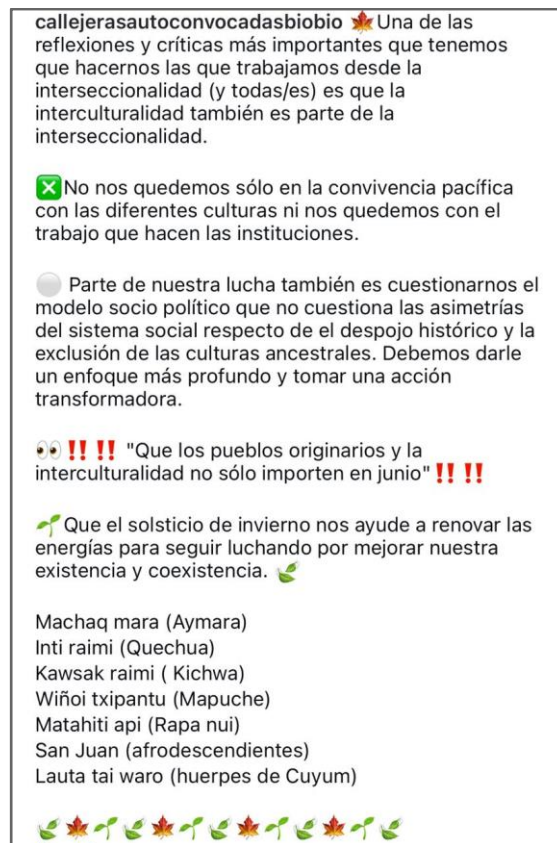 callejerasautoconvocadasbiobio 🍁Una de las
reflexiones y críticas más importantes que tenemos
que hacernos las que trabajamos desde la
interseccionalidad (y todas/es) es que la
interculturalidad también es parte de la
interseccionalidad.
❎No nos quedemos sólo en la convivencia pacífica
con las diferentes culturas ni nos quedemos con el
trabajo que hacen las instituciones.
⚪ Parte de nuestra lucha también es cuestionarnos el
modelo socio político que no cuestiona las asimetrías
del sistema social respecto de el despojo histórico y la
exclusión de las culturas ancestrales. Debemos darle
un enfoque más profundo y tomar una acción
transformadora.
👀‼️‼️ "Que los pueblos originarios y la
interculturalidad no sólo importen en junio"‼️‼️
🌱Que el solsticio de invierno nos ayude a renovar las
energías para seguir luchando por mejorar nuestra
existencia y coexistencia. 🍃
Machaq mara (Aymara)
Inti raimi (Quechua)
Kawsak raimi ( Kichwa)
Wiñoi txipantu (Mapuche)
Matahiti api (Rapa nui)
San Juan (afrodescendientes)
Lauta tai waro (huerpes de Cuyum)
🍃🍁🌱🍃🍁🌱🍃🍁🌱🍃🍁🌱🍃